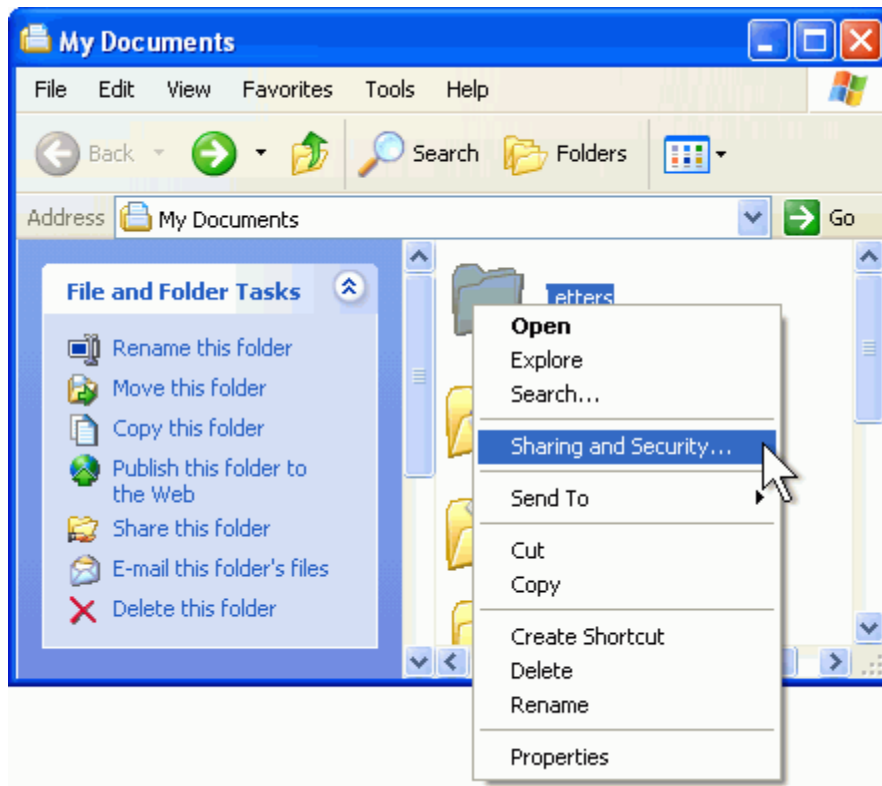 My Documents
File Edit View Favorites Tools Help
Back Search Folders
Address My Documents Go
File and Folder Tasks
Rename this folder
Move this folder
Copy this folder
Publish this folder to
the Web
Share this folder
E-mail this folder's files
Delete this folder
etters
Open
Explore
Search...
Sharing and Security...
Send To
Cut
Copy
Create Shortcut
Delete
Rename
Properties